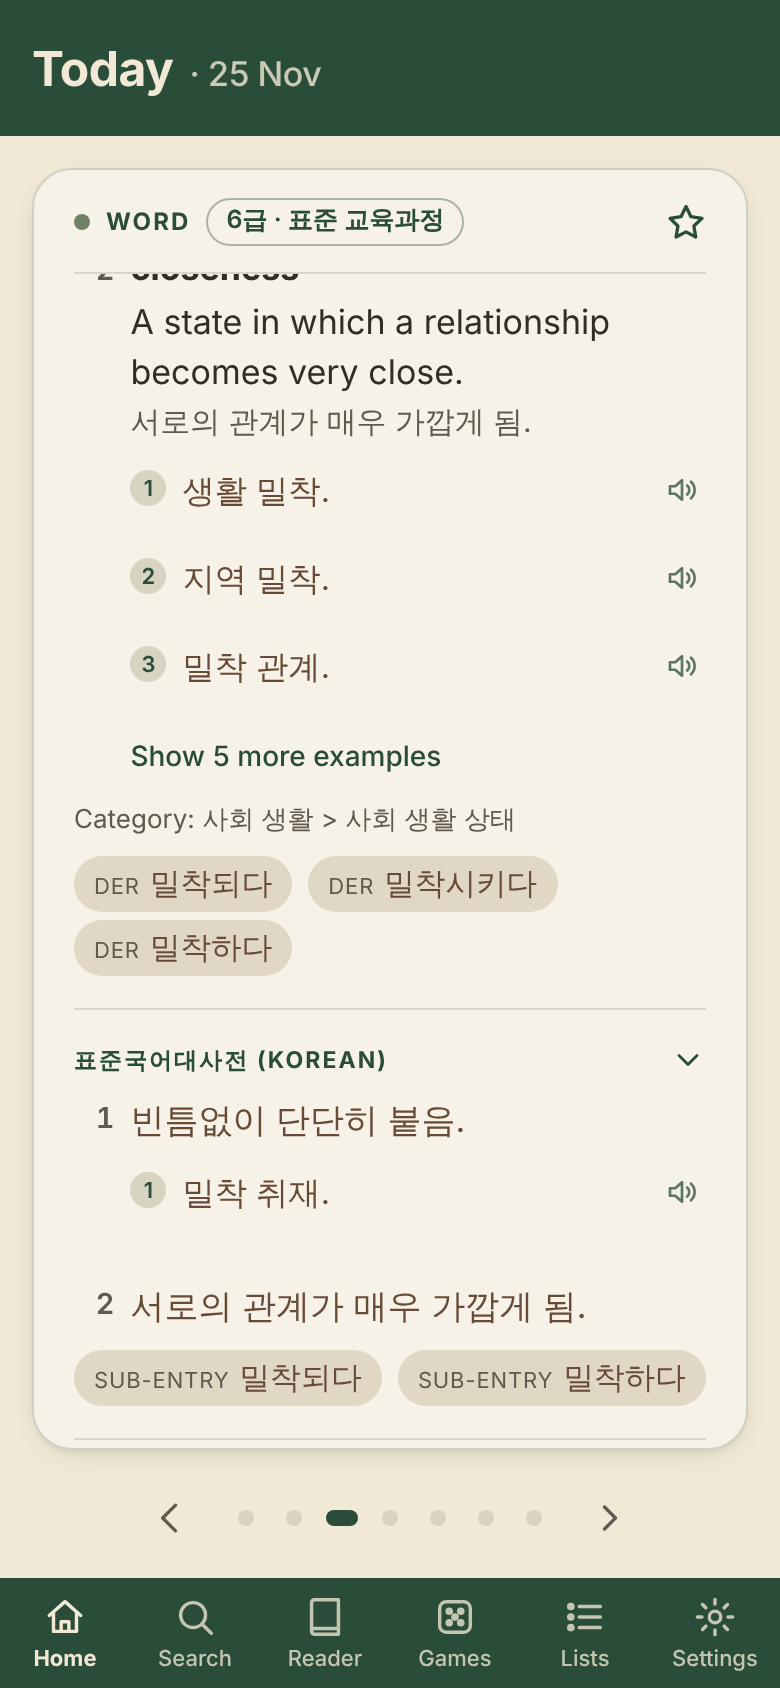 Today · 25 Nov
WORD 6급 · 표준 교육과정
2 closeness
A state in which a relationship
becomes very close.
서로의 관계가 매우 가깝게 됨.
1 생활 밀착.
2 지역 밀착.
3 밀착 관계.
Show 5 more examples
Category: 사회 생활 > 사회 생활 상태
DER 밀착되다 DER 밀착시키다
DER 밀착하다
표준국어대사전 (KOREAN)
1 빈틈없이 단단히 붙음.
1 밀착 취재.
2 서로의 관계가 매우 가깝게 됨.
SUB-ENTRY 밀착되다 SUB-ENTRY 밀착하다
Home Search Reader Games Lists Settings